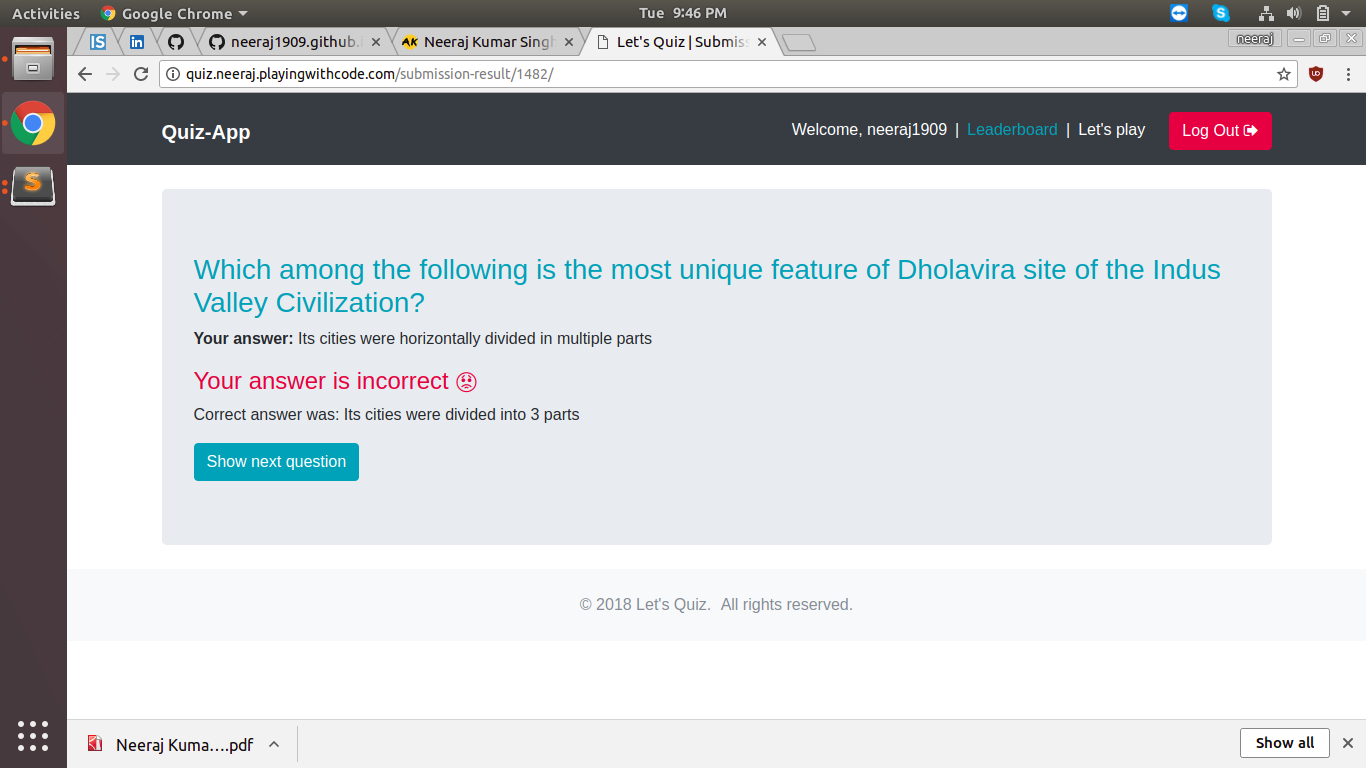 Activities Google Chrome Tue 9:46 PM
neeraj1909.github. Neeraj Kumar Singh Let's Quiz | Submiss neeraj
quiz.neeraj.playingwithcode.com/submission-result/1482/
Quiz-App Welcome, neeraj1909 | Leaderboard | Let's play Log Out
Which among the following is the most unique feature of Dholavira site of the Indus
Valley Civilization?
Your answer: Its cities were horizontally divided in multiple parts
Your answer is incorrect
Correct answer was: Its cities were divided into 3 parts
Show next question
© 2018 Let's Quiz. All rights reserved.
Neeraj Kuma….pdf Show all